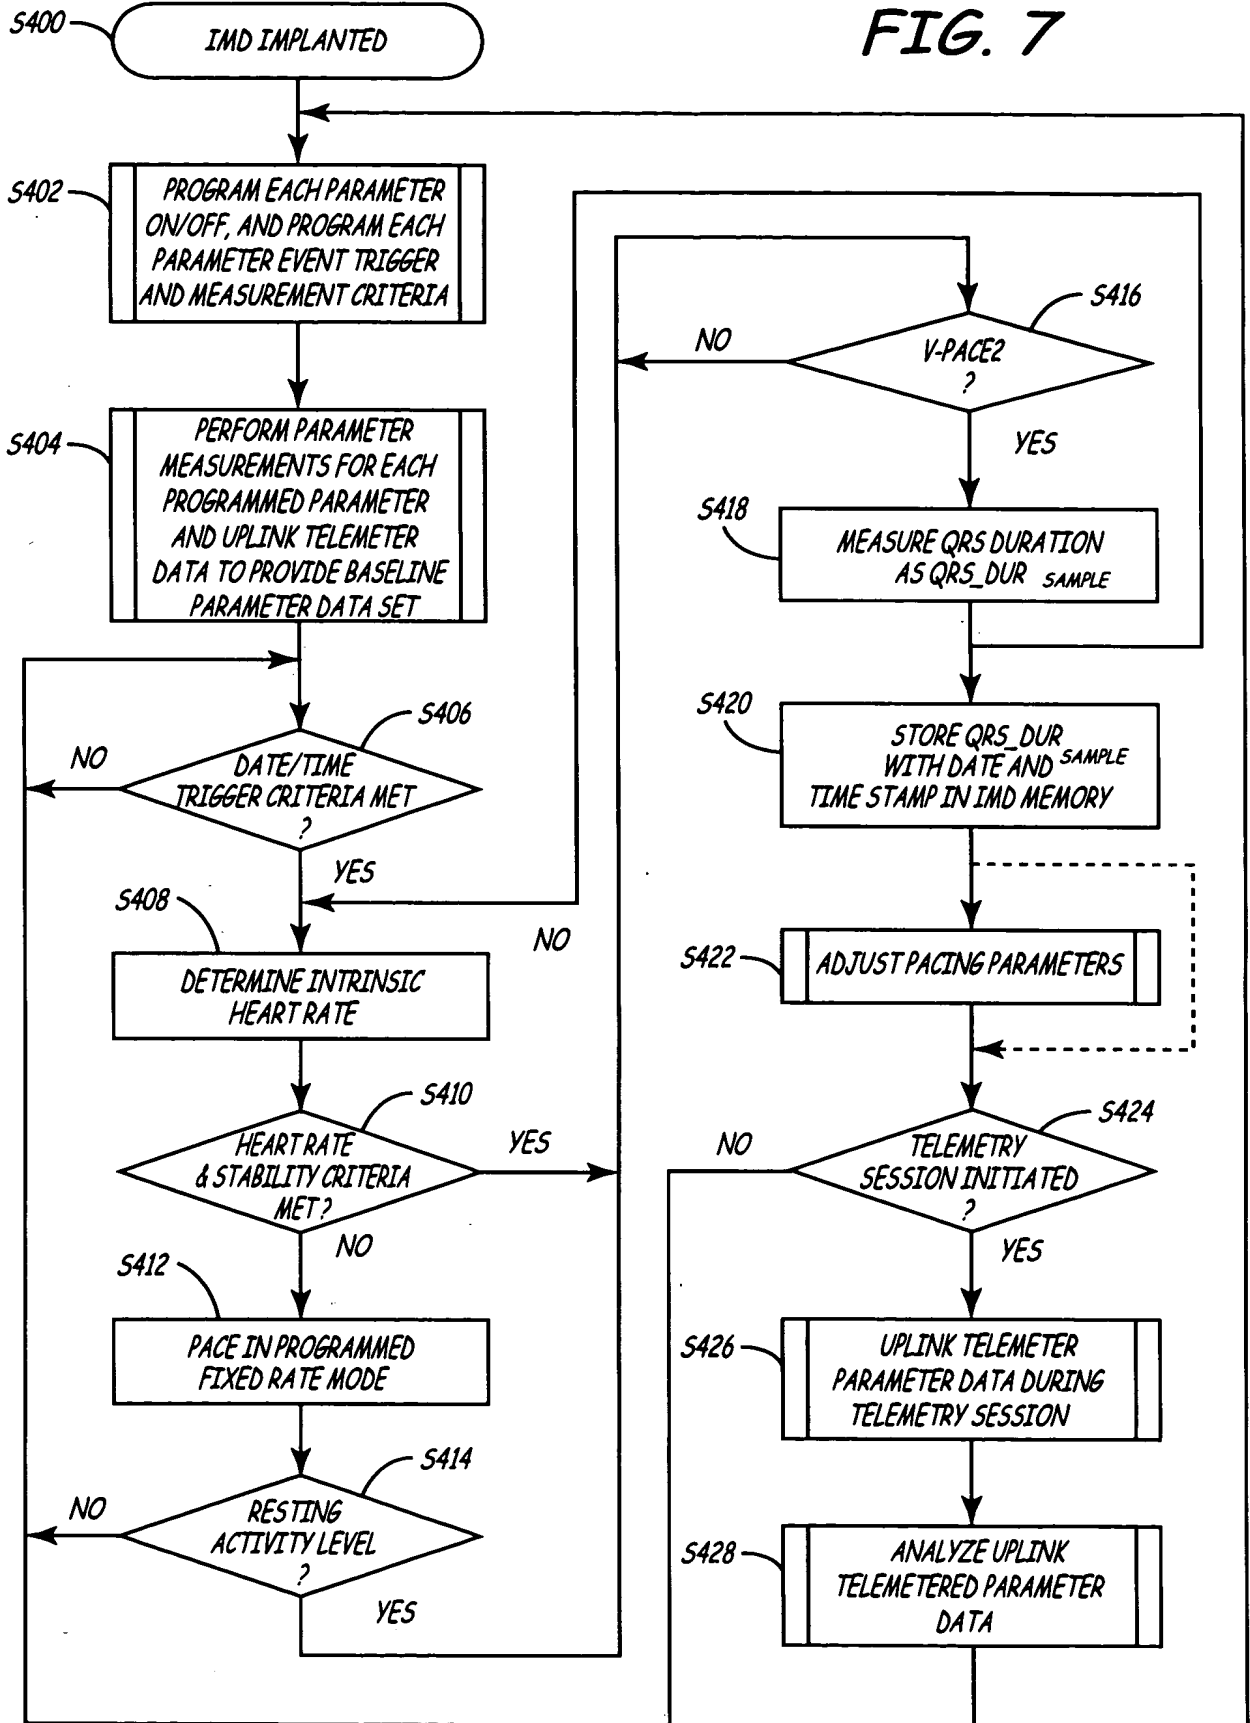 FIG. 7
S400
IMD IMPLANTED
S402
PROGRAM EACH PARAMETER
ON/OFF, AND PROGRAM EACH
PARAMETER EVENT TRIGGER
AND MEASUREMENT CRITERIA
S404
PERFORM PARAMETER
MEASUREMENTS FOR EACH
PROGRAMMED PARAMETER
AND UPLINK TELEMETER
DATA TO PROVIDE BASELINE
PARAMETER DATA SET
S406
NO
DATE/TIME
TRIGGER CRITERIA MET
?
YES
S408
NO
DETERMINE INTRINSIC
HEART RATE
S410
HEART RATE
& STABILITY CRITERIA
MET?
YES
NO
S412
PACE IN PROGRAMMED
FIXED RATE MODE
S414
NO
RESTING
ACTIVITY LEVEL
?
YES
S416
NO
V-PACE2
?
YES
S418
MEASURE QRS DURATION
AS QRS_DUR SAMPLE
S420
STORE QRS_DUR
WITH DATE AND SAMPLE
TIME STAMP IN IMD MEMORY
S422
ADJUST PACING PARAMETERS
S424
NO
TELEMETRY
SESSION INITIATED
?
YES
S426
UPLINK TELEMETER
PARAMETER DATA DURING
TELEMETRY SESSION
S428
ANALYZE UPLINK
TELEMETERED PARAMETER
DATA